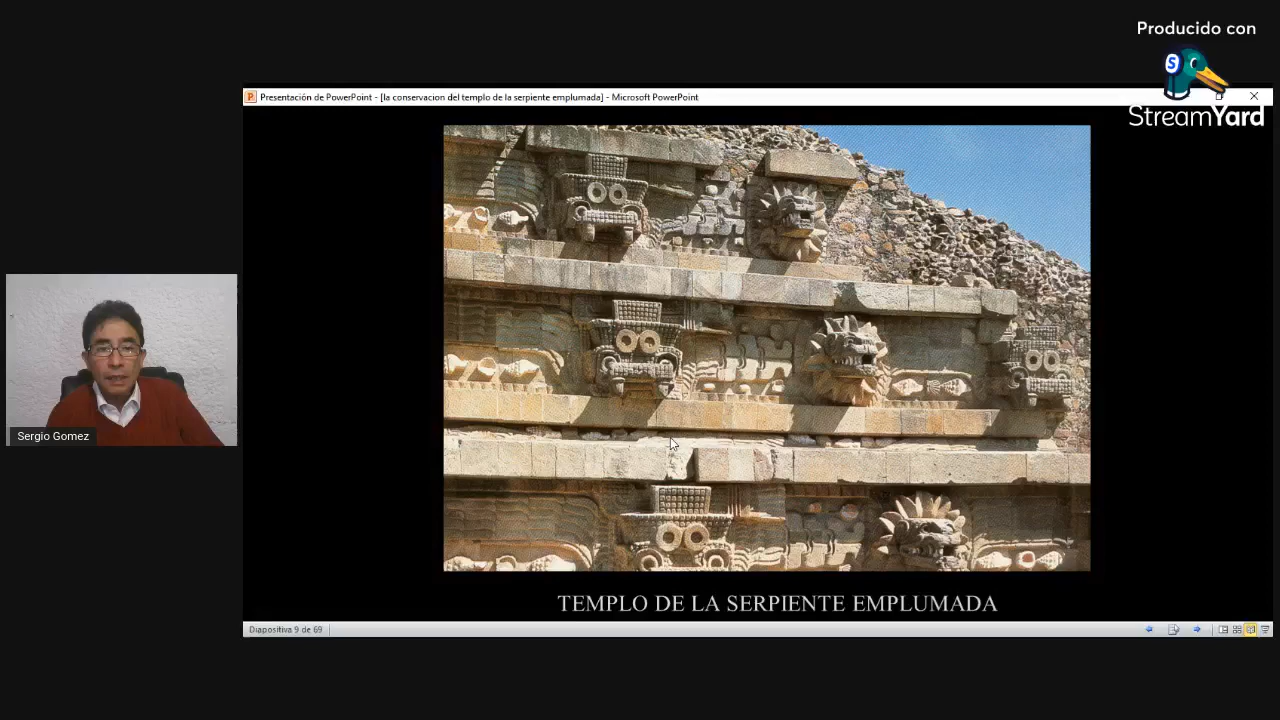 Producido con
StreamYard
Presentación de PowerPoint - [la conservacion del templo de la serpiente emplumada] - Microsoft PowerPoint
Sergio Gomez
TEMPLO DE LA SERPIENTE EMPLUMADA
Diapositiva 9 de 69